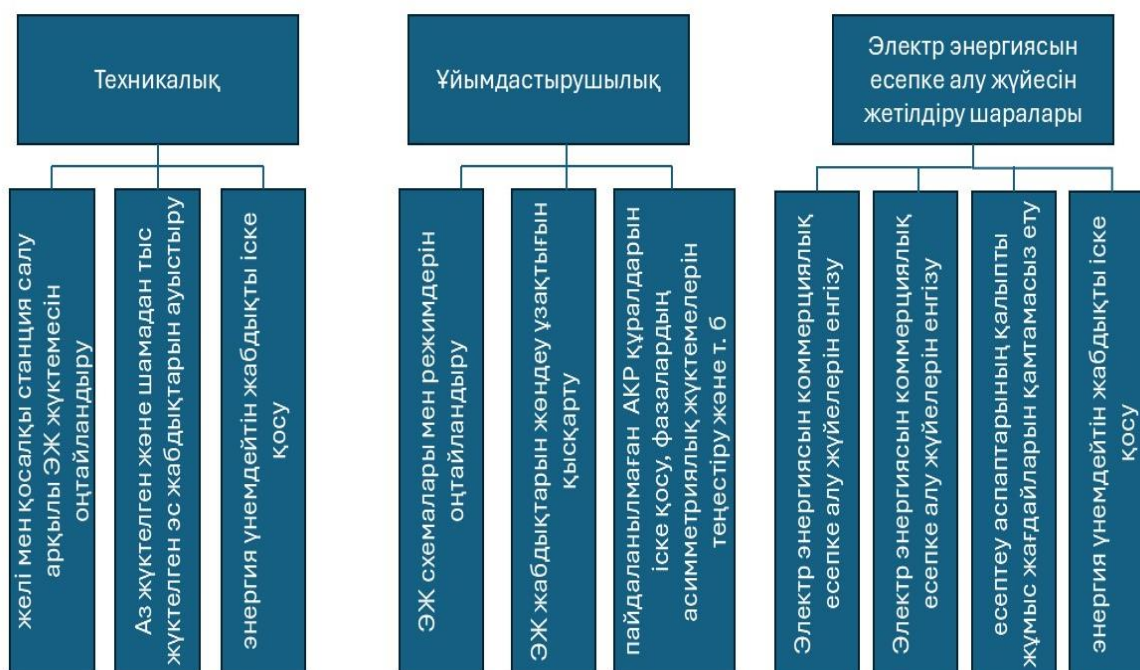 Техникалық
желі мен қосалқы станция салу
арқылы ЭЖ жүктемесін
оңтайландыру
Аз жүктелген және шамадан тыс
жүктелген эс жабдықтарын ауыстыру
энергия үнемдейтін жабдықты іске
қосу
Ұйымдастырушылық
ЭЖ схемалары мен режимдерін
оңтайландыру
ЭЖ жабдықтарын жөндеу ұзақтығын
қысқарту
пайдаланылмаған АКР құралдарын
іске қосу, фазалардың
асимметриялық жүктемелерін
теңестіру және т. б
Электр энергиясын
есепке алу жүйесін
жетілдіру шаралары
Электр энергиясын коммерциялық
есепке алу жүйелерін енгізу
Электр энергиясын коммерциялық
есепке алу жүйелерін енгізу
есептеу аспаптарының қалыпты
жұмыс жағдайларын қамтамасыз ету
энергия үнемдейтін жабдықты іске
қосу